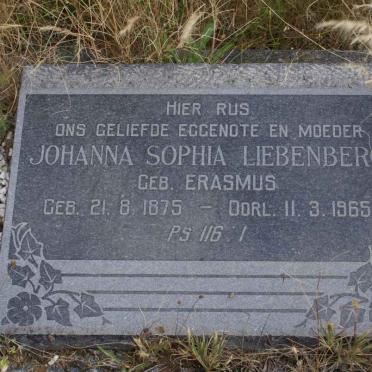 HIER RUS
ONS GELIEFDE EGGENOTE EN MOEDER
JOHANNA SOPHIA LIEBENBER
GEB. ERASMUS
GEB. 21. 8. 1875 – OORL. 11. 3. 1965
PS 116 : 1